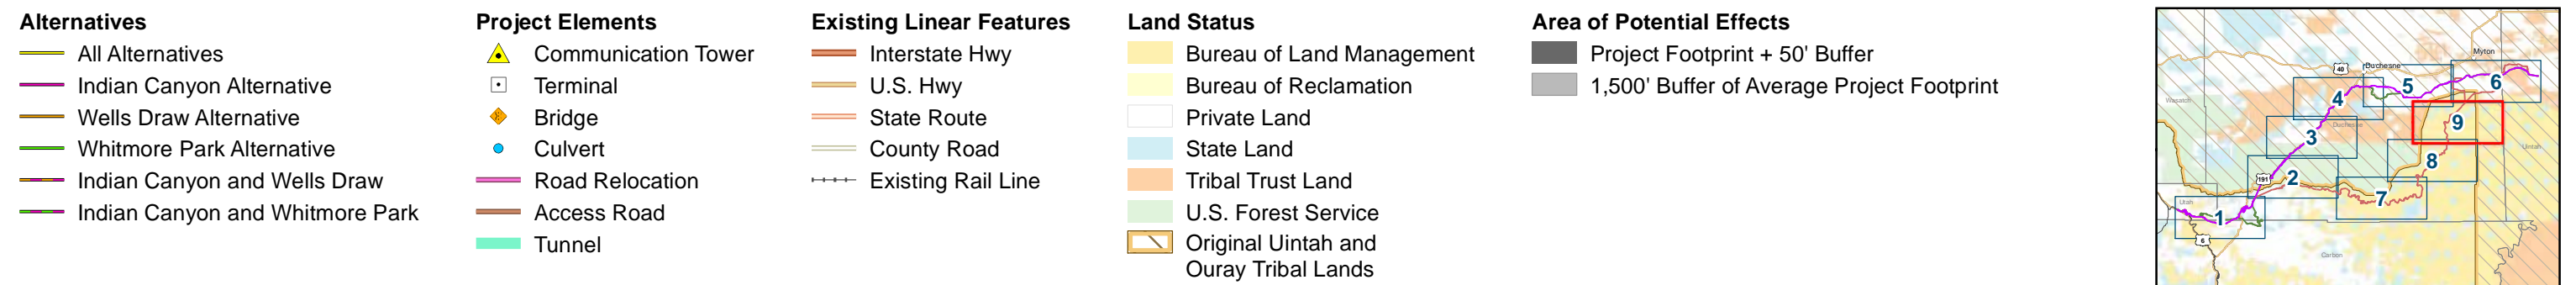 Alternatives
All Alternatives
Indian Canyon Alternative
Wells Draw Alternative
Whitmore Park Alternative
Indian Canyon and Wells Draw
Indian Canyon and Whitmore Park
Project Elements
Communication Tower
Terminal
Bridge
Culvert
Road Relocation
Access Road
Tunnel
Existing Linear Features
Interstate Hwy
U.S. Hwy
State Route
County Road
Existing Rail Line
Land Status
Bureau of Land Management
Bureau of Reclamation
Private Land
State Land
Tribal Trust Land
U.S. Forest Service
Original Uintah and
Ouray Tribal Lands
Area of Potential Effects
Project Footprint + 50' Buffer
1,500' Buffer of Average Project Footprint
Myton
Duchesne
40
5
6
4
Wasatch
9
Duchesne
3
Uintah
8
191
2
7
Utah
1
6
Carbon